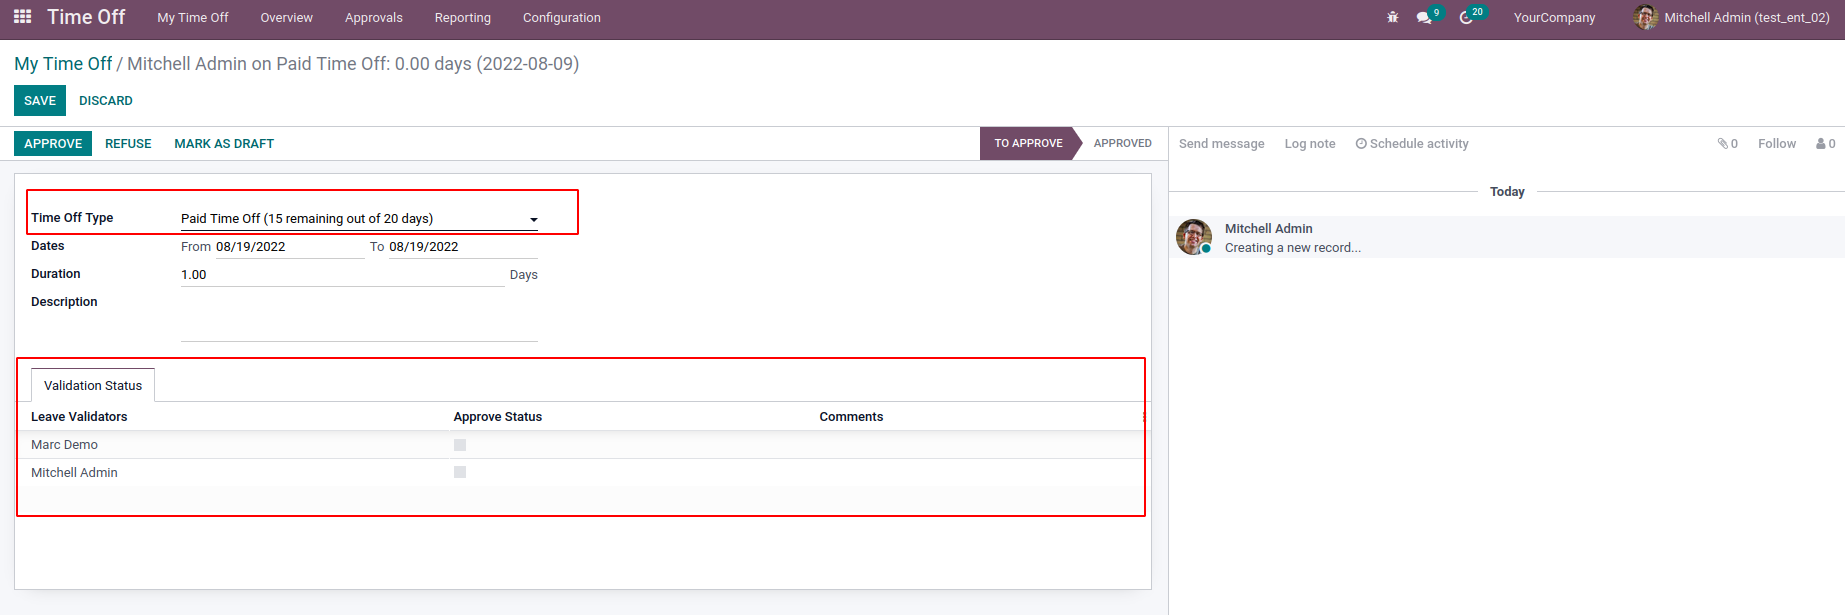 Time Off My Time Off Overview Approvals Reporting Configuration 9 20 YourCompany Mitchell Admin (test_ent_02)
My Time Off / Mitchell Admin on Paid Time Off: 0.00 days (2022-08-09)
SAVE DISCARD
APPROVE REFUSE MARK AS DRAFT TO APPROVE APPROVED Send message Log note Schedule activity 0 Follow 0
Today
Time Off Type Paid Time Off (15 remaining out of 20 days)
Dates From 08/19/2022 To 08/19/2022
Duration 1.00 Days
Description
Mitchell Admin
Creating a new record...
Validation Status
Leave Validators Approve Status Comments
Marc Demo
Mitchell Admin